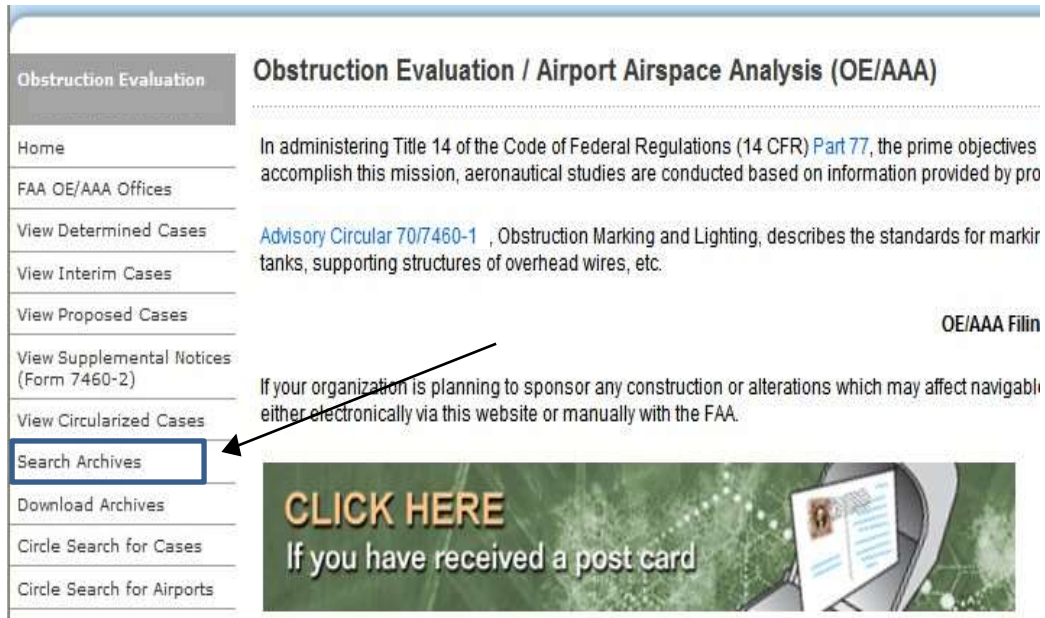 Obstruction Evaluation
Home
FAA OE/AAA Offices
View Determined Cases
View Interim Cases
View Proposed Cases
View Supplemental Notices
(Form 7460-2)
View Circularized Cases
Search Archives
Download Archives
Circle Search for Cases
Circle Search for Airports
Obstruction Evaluation / Airport Airspace Analysis (OE/AAA)
In administering Title 14 of the Code of Federal Regulations (14 CFR) Part 77, the prime objectives
accomplish this mission, aeronautical studies are conducted based on information provided by pro
Advisory Circular 70/7460-1 , Obstruction Marking and Lighting, describes the standards for markin
tanks, supporting structures of overhead wires, etc.
OE/AAA Filin
If your organization is planning to sponsor any construction or alterations which may affect navigable
either electronically via this website or manually with the FAA.
CLICK HERE
If you have received a post card